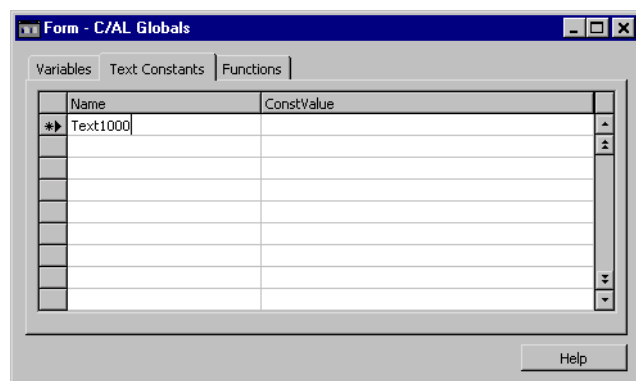 Form - C/AL Globals
Variables Text Constants Functions
Name ConstValue
Text1000
Help